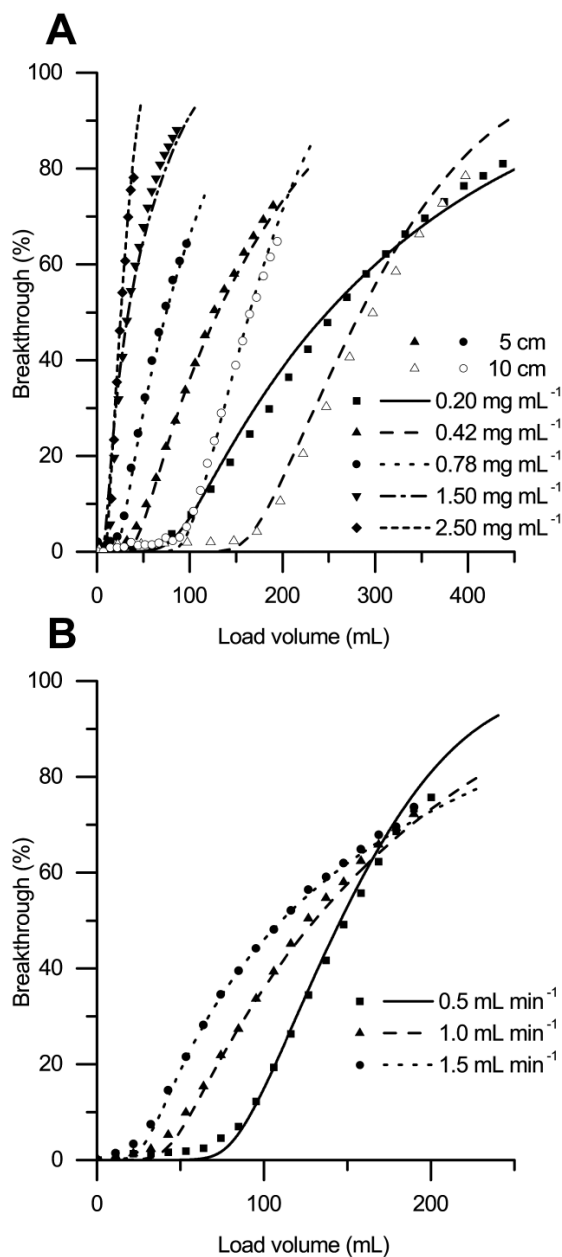 A
100
80
60
40
20
0
Breakthrough (%)
5 cm
10 cm
0.20 mg mL⁻¹
0.42 mg mL⁻¹
0.78 mg mL⁻¹
1.50 mg mL⁻¹
2.50 mg mL⁻¹
0 100 200 300 400
Load volume (mL)
B
100
80
60
40
20
0
Breakthrough (%)
0.5 mL min⁻¹
1.0 mL min⁻¹
1.5 mL min⁻¹
0 100 200
Load volume (mL)